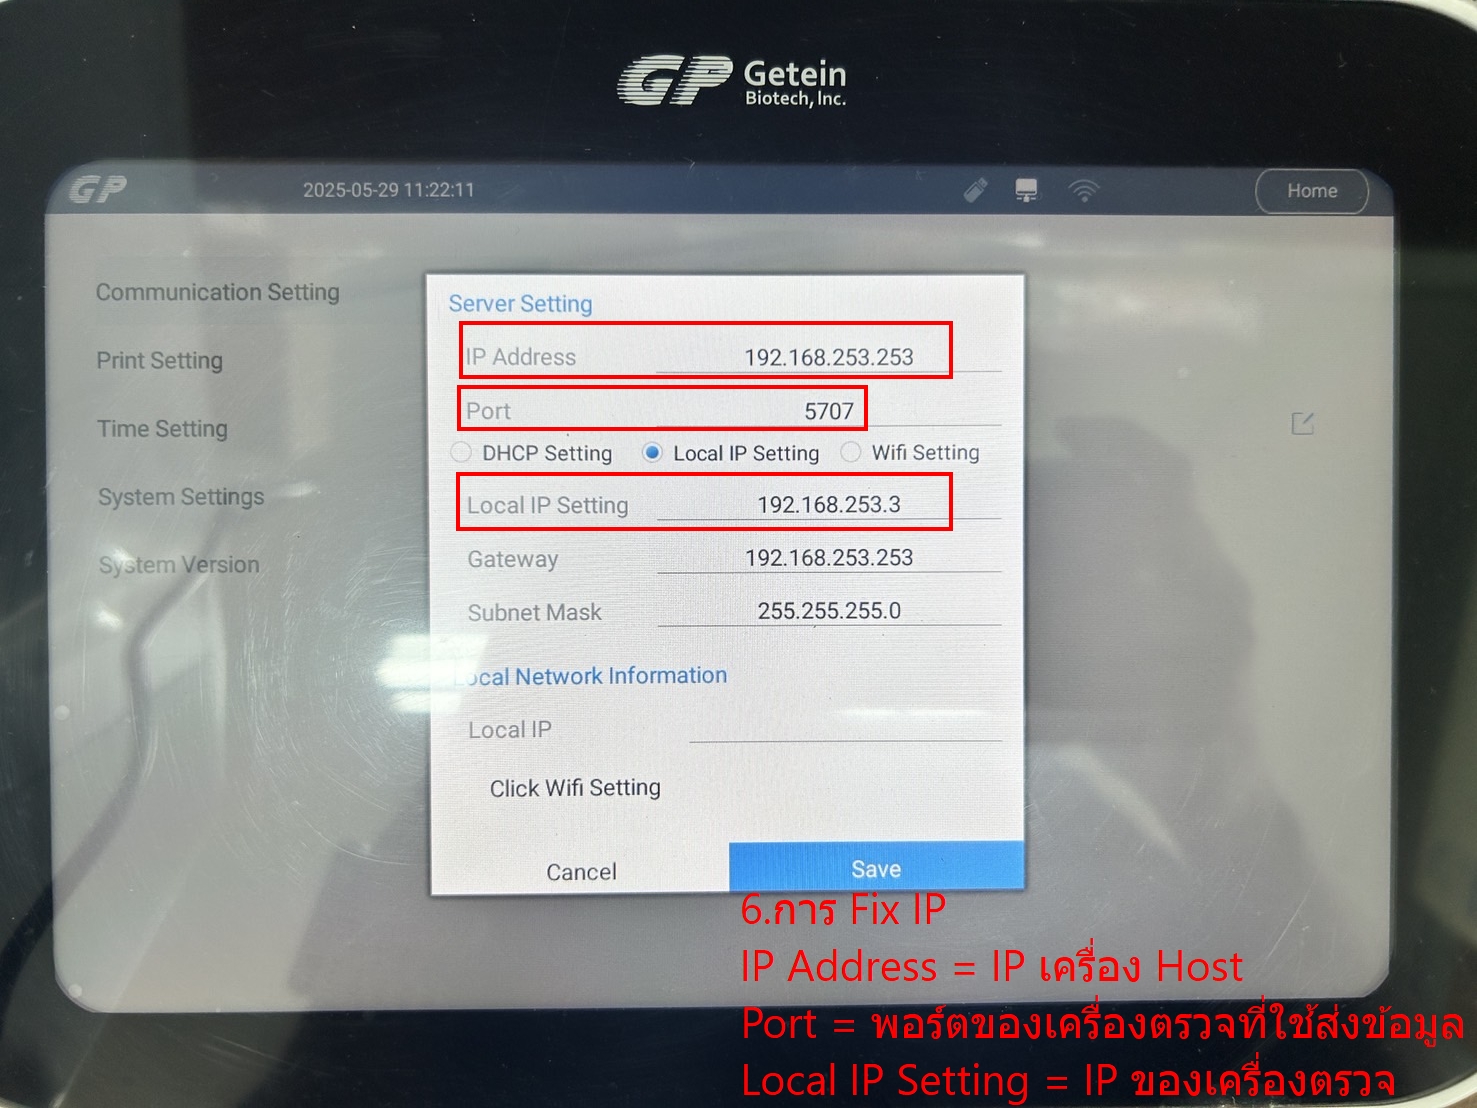 GP Getein
Biotech, Inc.
GP 2025-05-29 11:22:11 Home
Communication Setting
Print Setting
Time Setting
System Settings
System Version
Server Setting
IP Address 192.168.253.253
Port 5707
DHCP Setting Local IP Setting Wifi Setting
Local IP Setting 192.168.253.3
Gateway 192.168.253.253
Subnet Mask 255.255.255.0
Local Network Information
Local IP
Click Wifi Setting
Cancel Save
6.การ Fix IP
IP Address = IP เครื่อง Host
Port = พอร์ตของเครื่องตรวจที่ใช้ส่งข้อมูล
Local IP Setting = IP ของเครื่องตรวจ